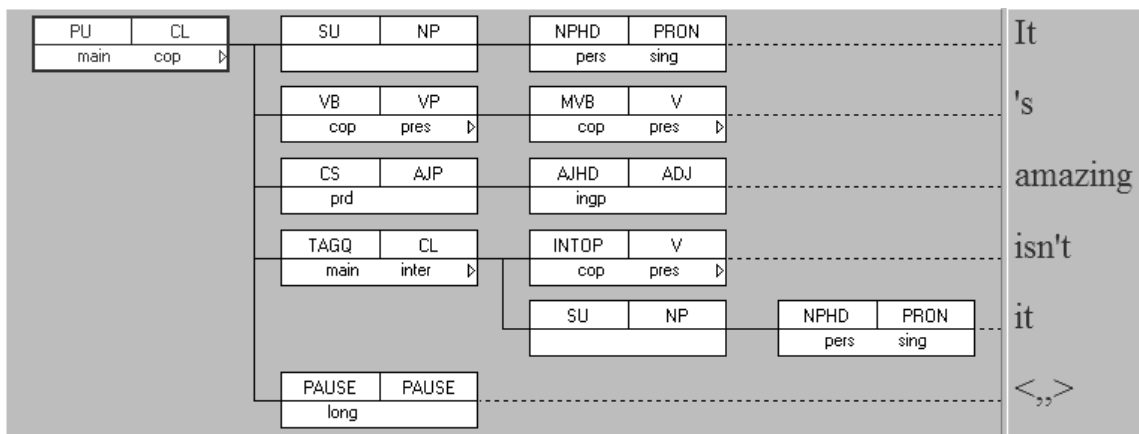 PU CL SU NP NPHD PRON It
main cop pers sing
VB VP MVB V 's
cop pres cop pres
CS AJP AJHD ADJ amazing
prd ingp
TAGQ CL INTOP V isn't
main inter cop pres
SU NP NPHD PRON it
pers sing
PAUSE PAUSE <,,>
long